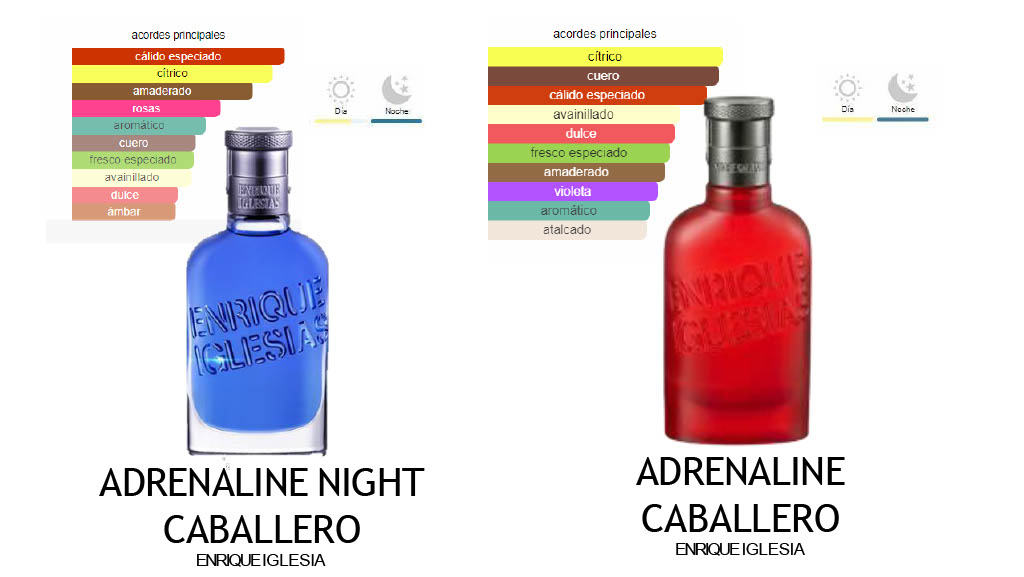 acordes principales
cálido especiado
cítrico
amaderado
rosas
aromático
cuero
fresco especiado
avainillado
dulce
ámbar
Día
Noche
ENRIQUE
IGLESIAS
ENRIQUE
IGLESIAS
ADRENALINE NIGHT
CABALLERO
ENRIQUE IGLESIA
acordes principales
cítrico
cuero
cálido especiado
avainillado
dulce
fresco especiado
amaderado
violeta
aromático
atalcado
Día
Noche
ENRIQUE
IGLESIAS
ADRENALINE
CABALLERO
ENRIQUE IGLESIA